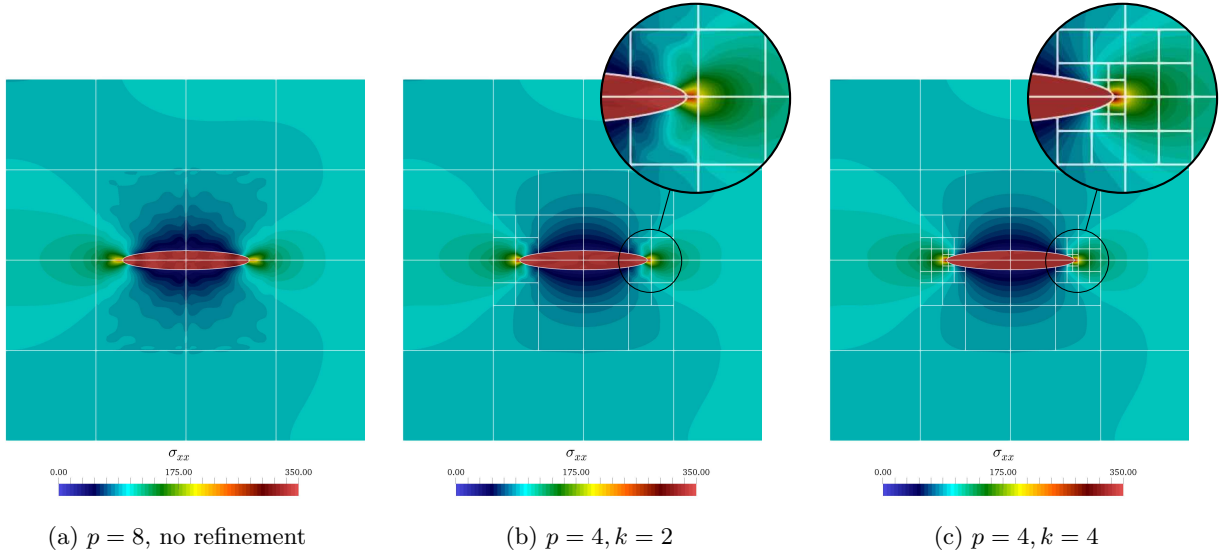 σxx
0.00 175.00 350.00
(a) p = 8, no refinement
σxx
0.00 175.00 350.00
(b) p = 4, k = 2
σxx
0.00 175.00 350.00
(c) p = 4, k = 4